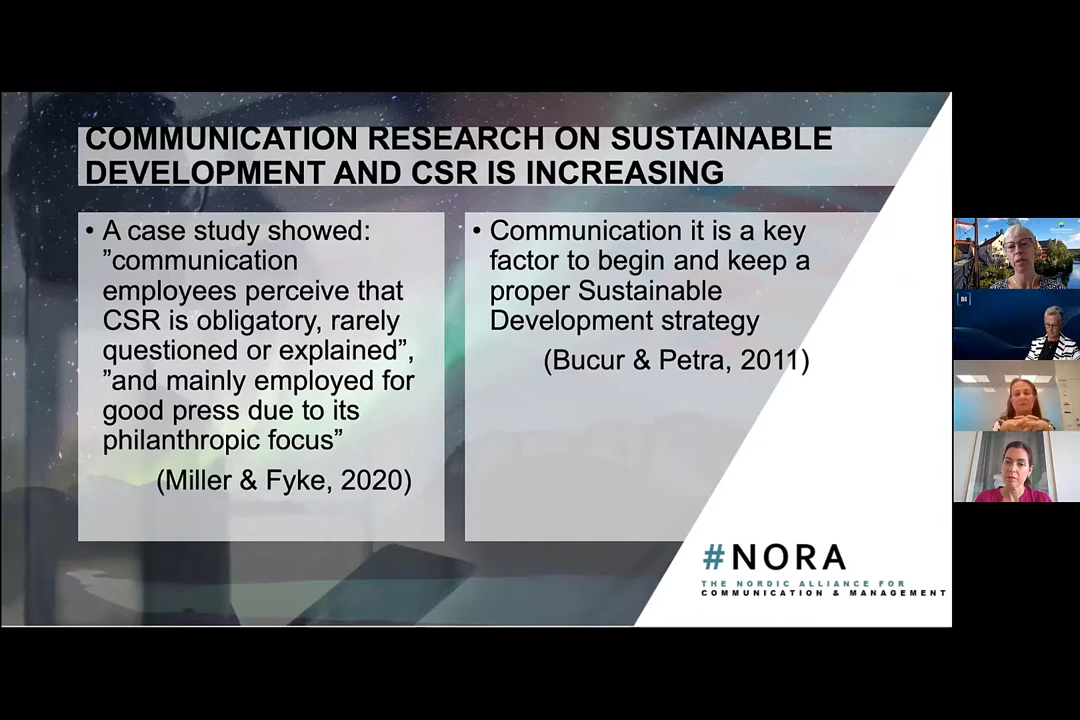 COMMUNICATION RESEARCH ON SUSTAINABLE
DEVELOPMENT AND CSR IS INCREASING
• A case study showed:
”communication
employees perceive that
CSR is obligatory, rarely
questioned or explained”,
”and mainly employed for
good press due to its
philanthropic focus”
(Miller & Fyke, 2020)
• Communication it is a key
factor to begin and keep a
proper Sustainable
Development strategy
(Bucur & Petra, 2011)
#NORA
THE NORDIC ALLIANCE FOR
COMMUNICATION & MANAGEMENT